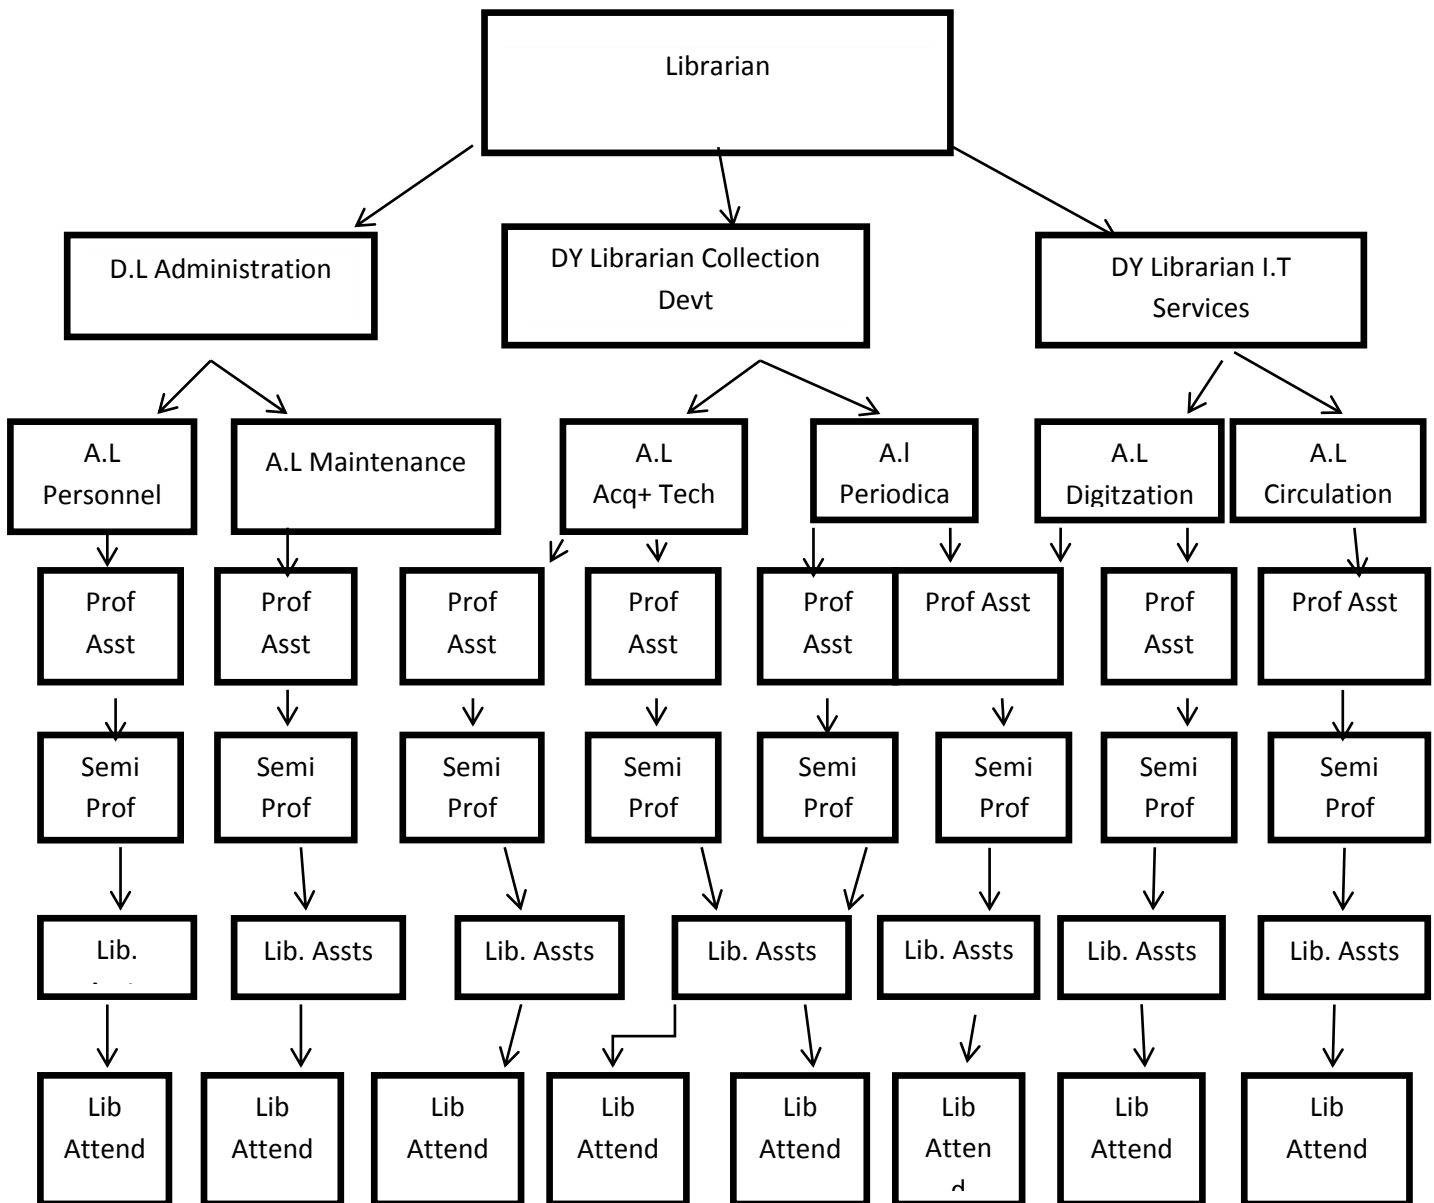 Librarian
D.L Administration
DY Librarian Collection
Devt
DY Librarian I.T
Services
A.L
Personnel
A.L Maintenance
A.L
Acq+ Tech
A.l
Periodica
A.L
Digitzation
A.L
Circulation
Prof
Asst
Prof
Asst
Prof
Asst
Prof
Asst
Prof
Asst
Prof Asst
Prof
Asst
Prof Asst
Semi
Prof
Semi
Prof
Semi
Prof
Semi
Prof
Semi
Prof
Semi
Prof
Semi
Prof
Semi
Prof
Lib.
Lib. Assts
Lib. Assts
Lib. Assts
Lib. Assts
Lib. Assts
Lib. Assts
Lib
Attend
Lib
Attend
Lib
Attend
Lib
Attend
Lib
Attend
Lib
Atten
d
Lib
Attend
Lib
Attend